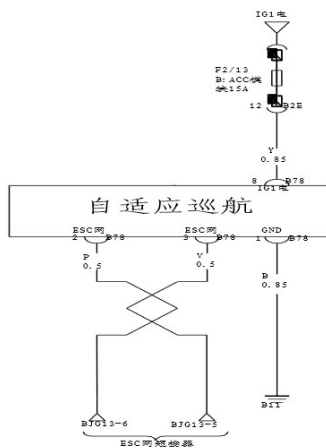 IG1电
F2/13
B:ACC模
块15A
12 B2E
Y
0.85
8 B78
IG1电
自适应巡航
ESC网 ESC网 GND
2 B78 3 B78 1 B78
P V B
0.5 0.5 0.85
BJG13-6 BJG13-5 B11
ESC网短接器